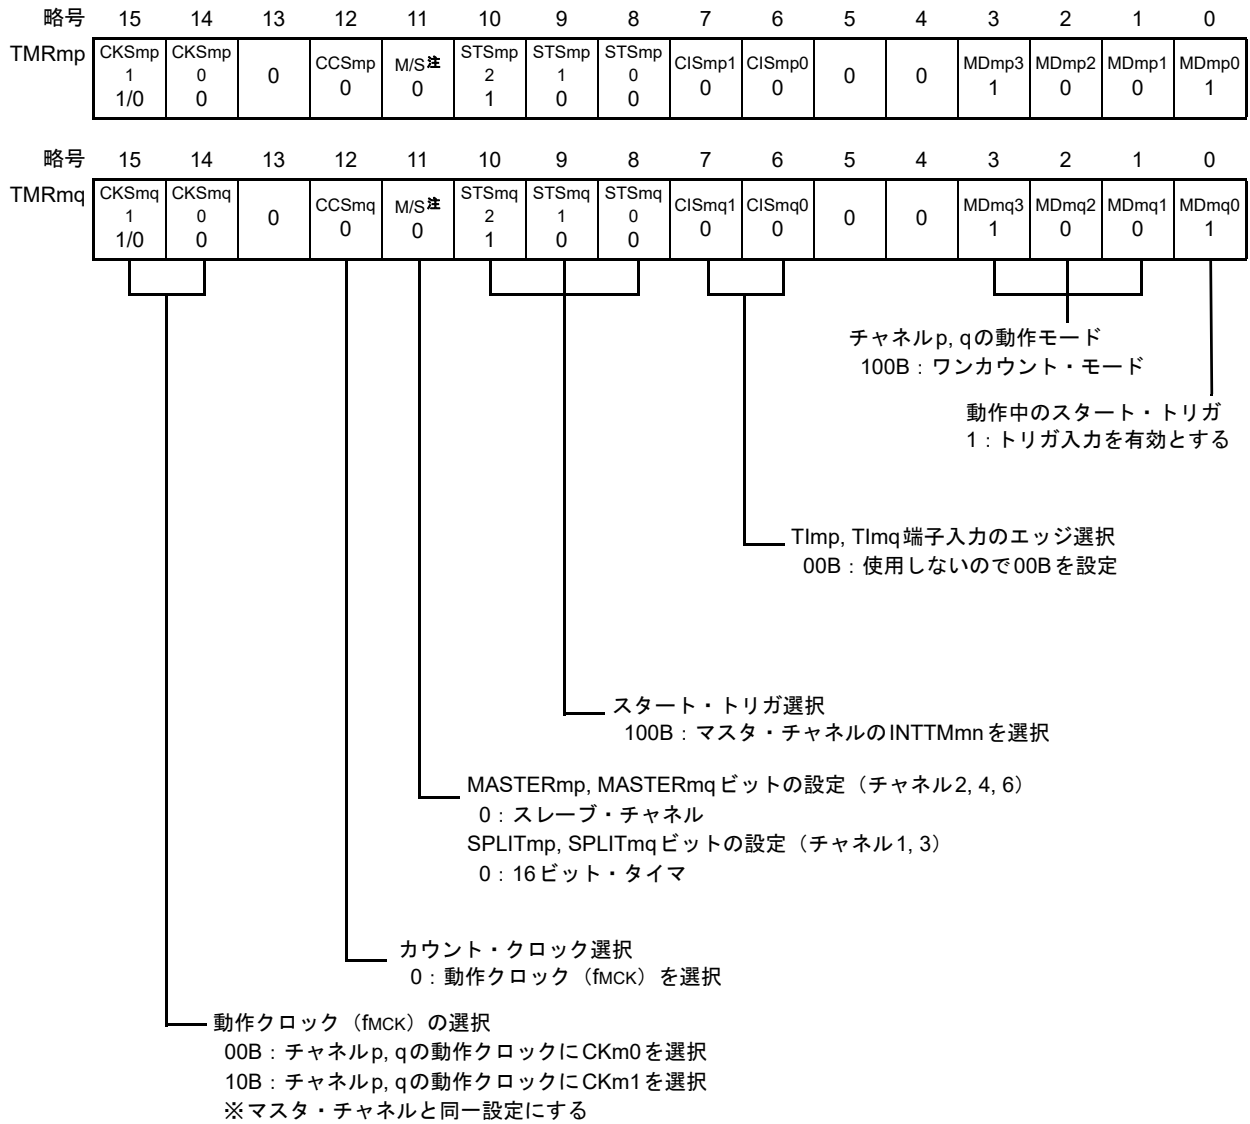 略号 15 14 13 12 11 10 9 8 7 6 5 4 3 2 1 0
TMRmp CKSmp1 CKSmp0 0 CCSmp M/S注 STSmp2 STSmp1 STSmp0 CISmp1 CISmp0 0 0 MDmp3 MDmp2 MDmp1 MDmp0
1/0 0 0 0 1 0 0 0 0 1 0 0 1
略号 15 14 13 12 11 10 9 8 7 6 5 4 3 2 1 0
TMRmq CKSmq1 CKSmq0 0 CCSmq M/S注 STSmq2 STSmq1 STSmq0 CISmq1 CISmq0 0 0 MDmq3 MDmq2 MDmq1 MDmq0
1/0 0 0 0 1 0 0 0 0 1 0 0 1
チャネルp, qの動作モード
100B：ワンカウント・モード
動作中のスタート・トリガ
1：トリガ入力を有効とする
TImp, TImq端子入力のエッジ選択
00B：使用しないので00Bを設定
スタート・トリガ選択
100B：マスタ・チャネルのINTTMmnを選択
MASTERmp, MASTERmqビットの設定（チャネル2, 4, 6）
0：スレーブ・チャネル
SPLITmp, SPLITmqビットの設定（チャネル1, 3）
0：16ビット・タイマ
カウント・クロック選択
0：動作クロック（fMCK）を選択
動作クロック（fMCK）の選択
00B：チャネルp, qの動作クロックにCKm0を選択
10B：チャネルp, qの動作クロックにCKm1を選択
※マスタ・チャネルと同一設定にする